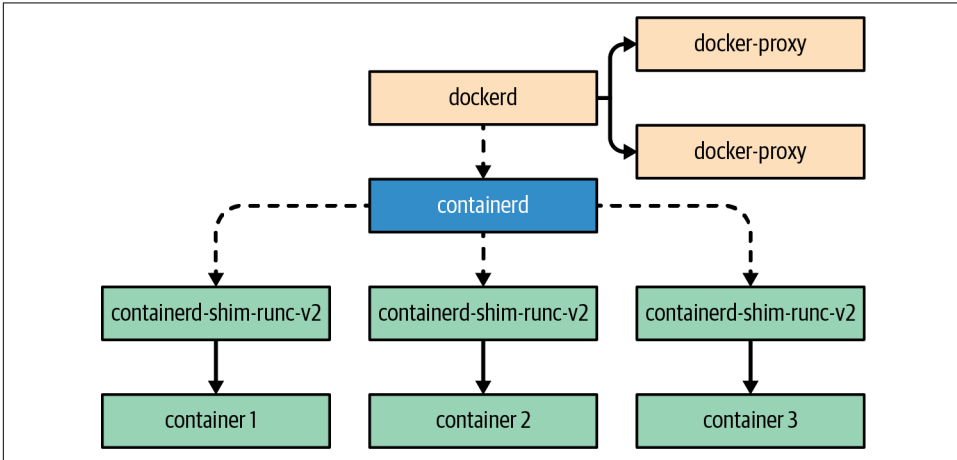 docker-proxy
dockerd
docker-proxy
containerd
containerd-shim-runc-v2
containerd-shim-runc-v2
containerd-shim-runc-v2
container 1
container 2
container 3